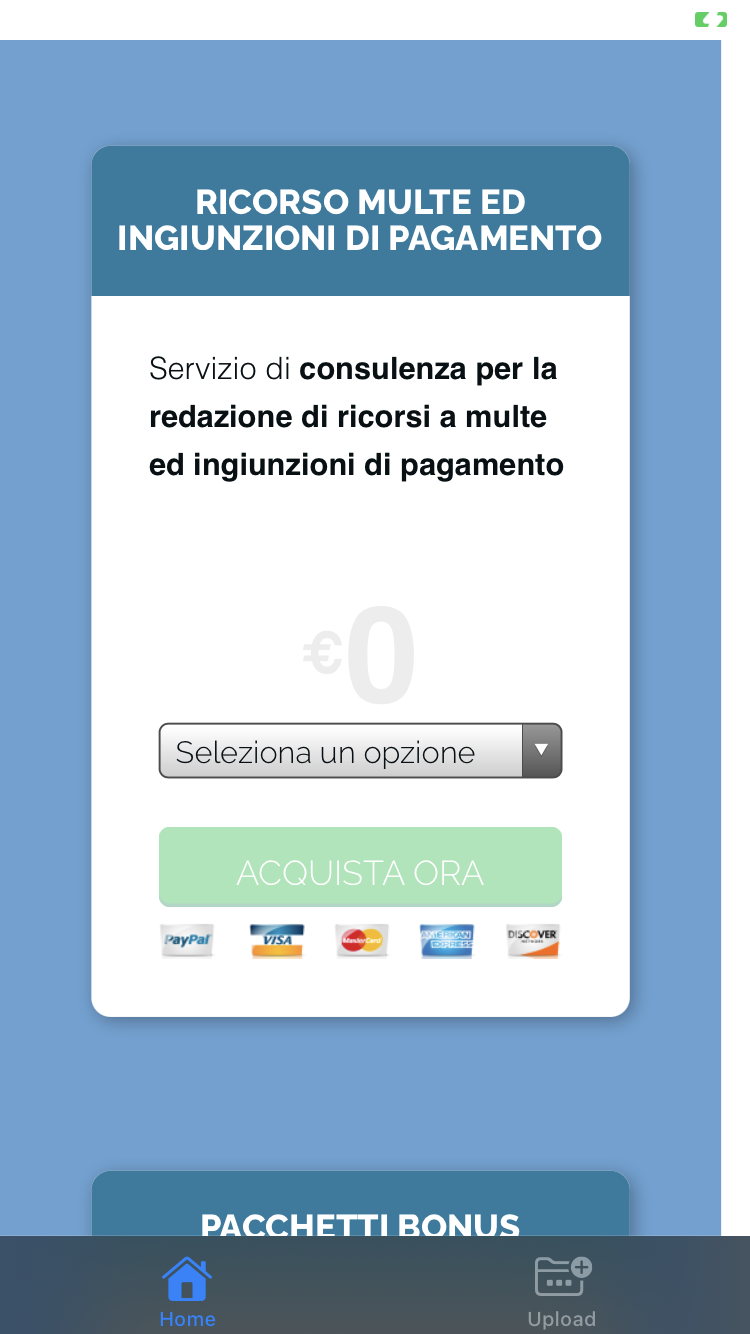 RICORSO MULTE ED
INGIUNZIONI DI PAGAMENTO
Servizio di consulenza per la
redazione di ricorsi a multe
ed ingiunzioni di pagamento
€0
Seleziona un opzione
ACQUISTA ORA
PayPal VISA MasterCard AMERICAN EXPRESS DISCOVER NETWORK
PACCHETTI BONUS
Home Upload